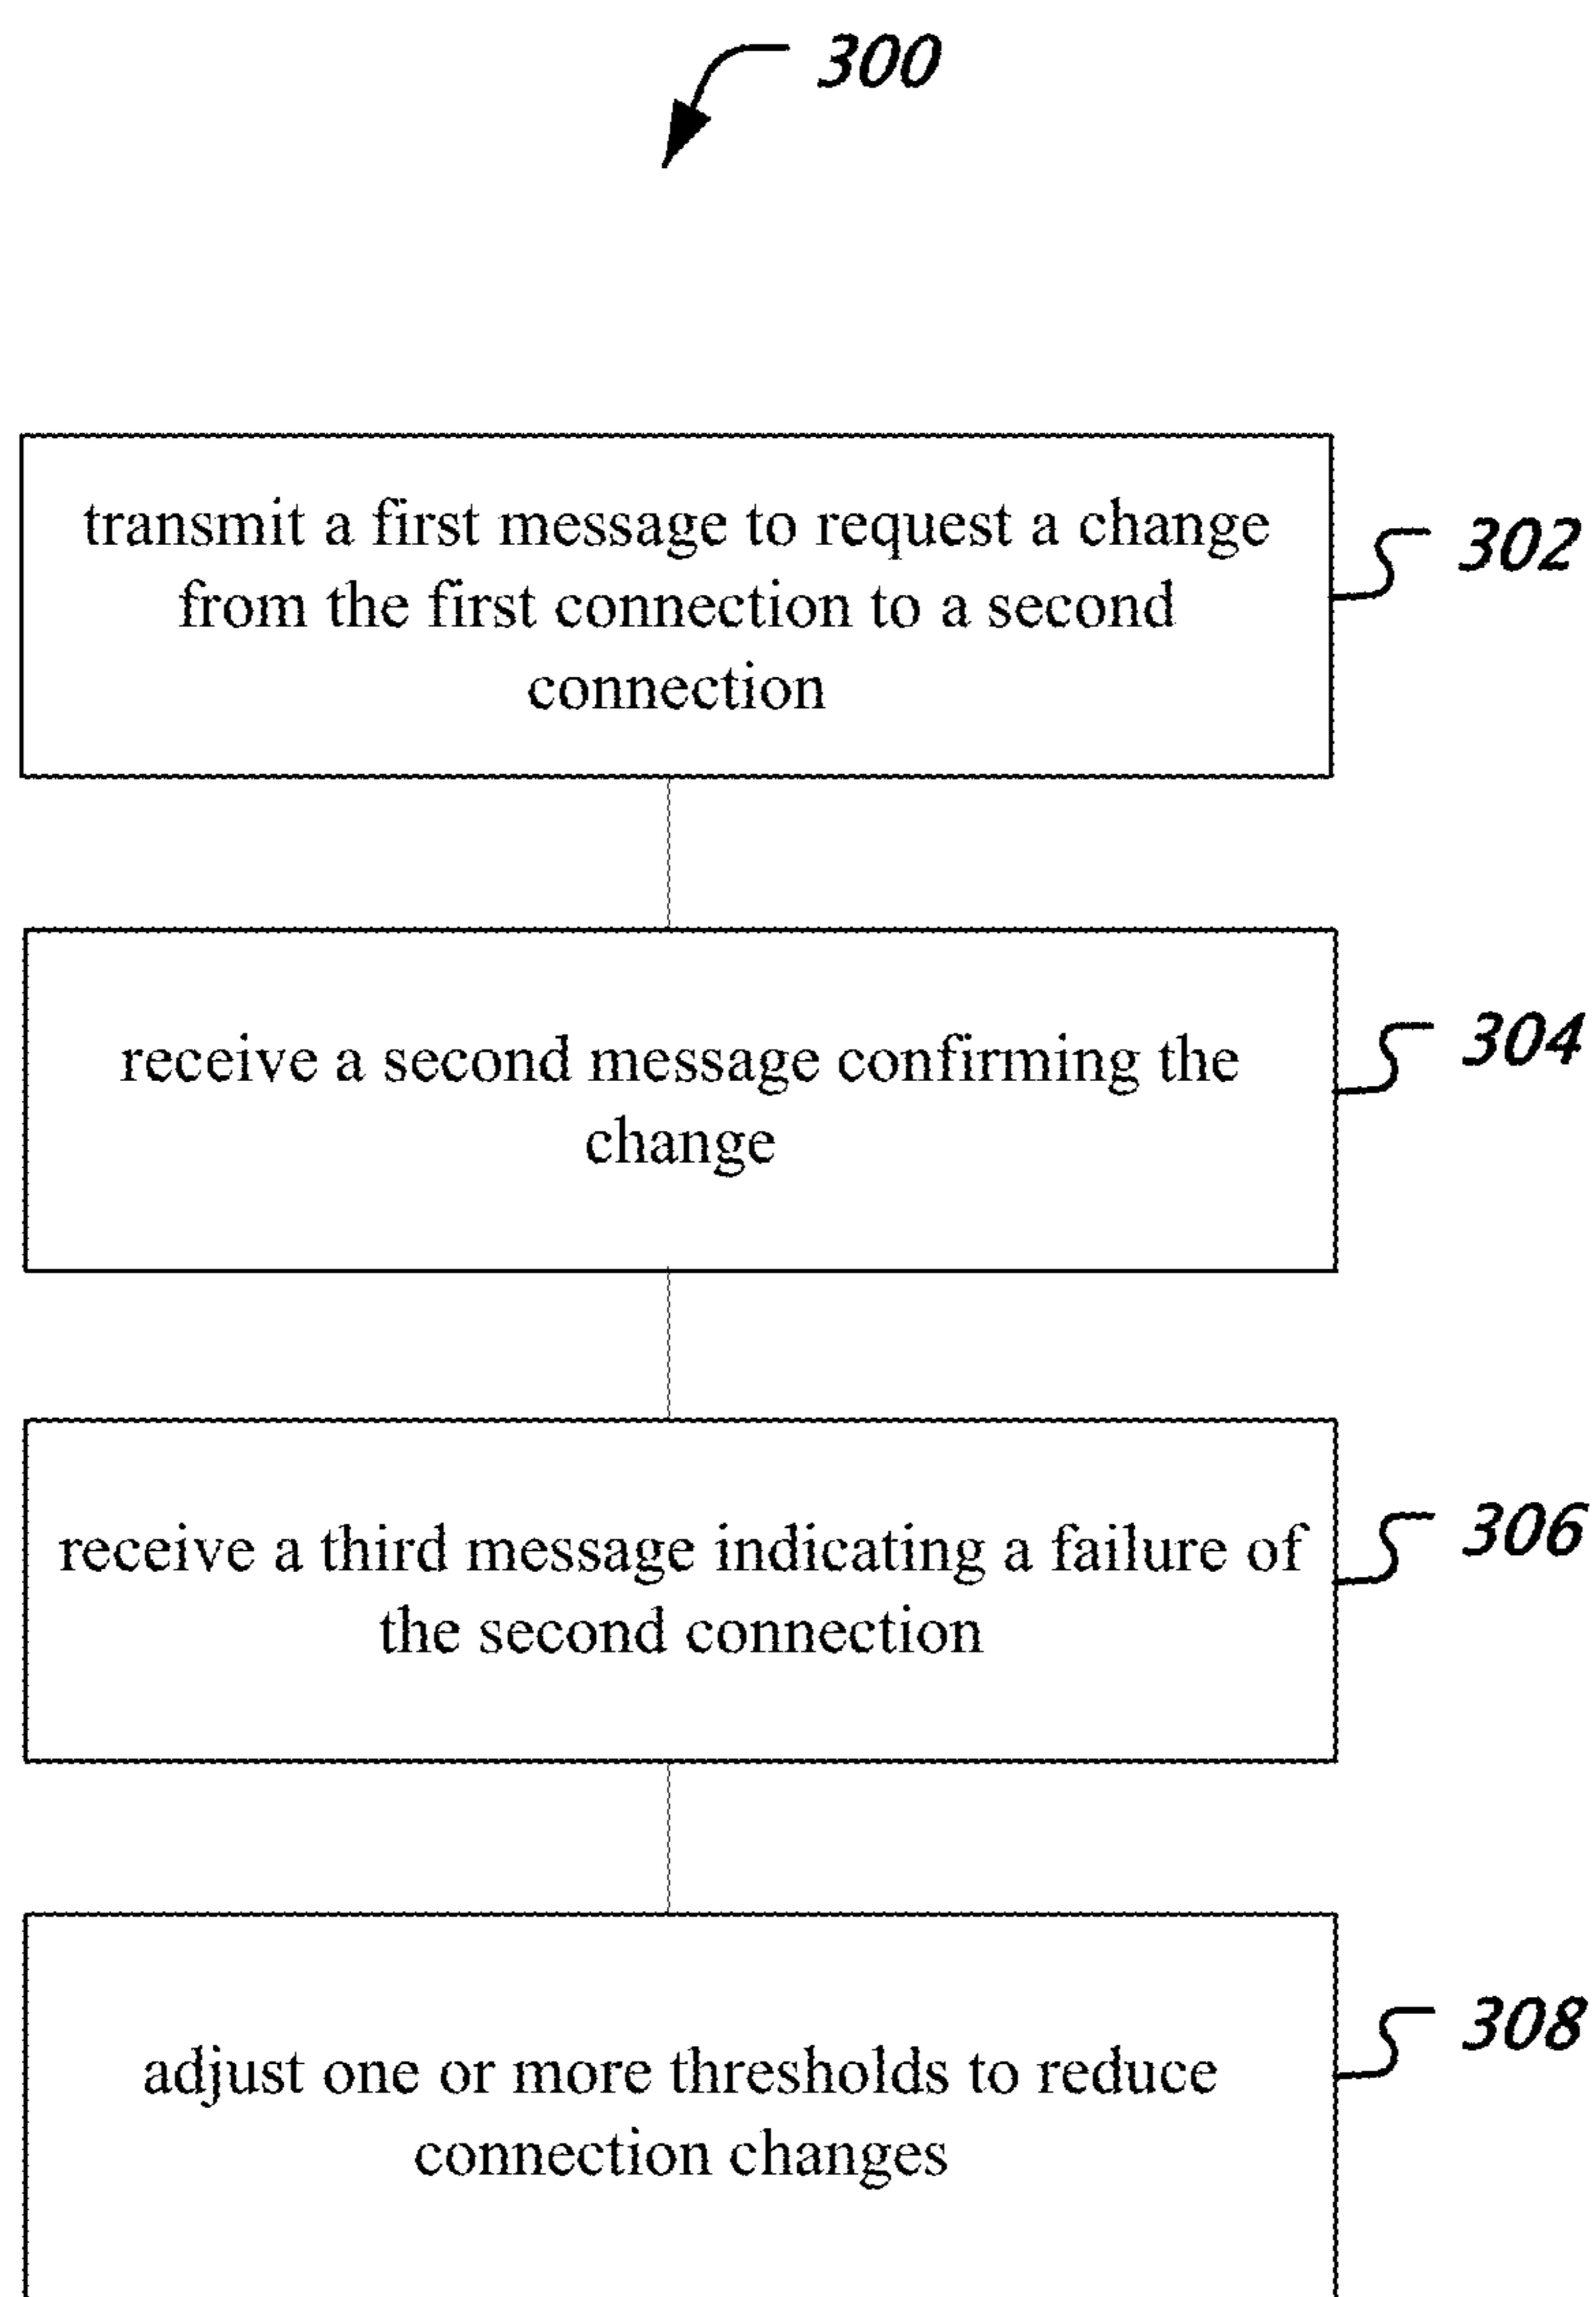 300
transmit a first message to request a change
from the first connection to a second
connection
302
receive a second message confirming the
change
304
receive a third message indicating a failure of
the second connection
306
adjust one or more thresholds to reduce
connection changes
308